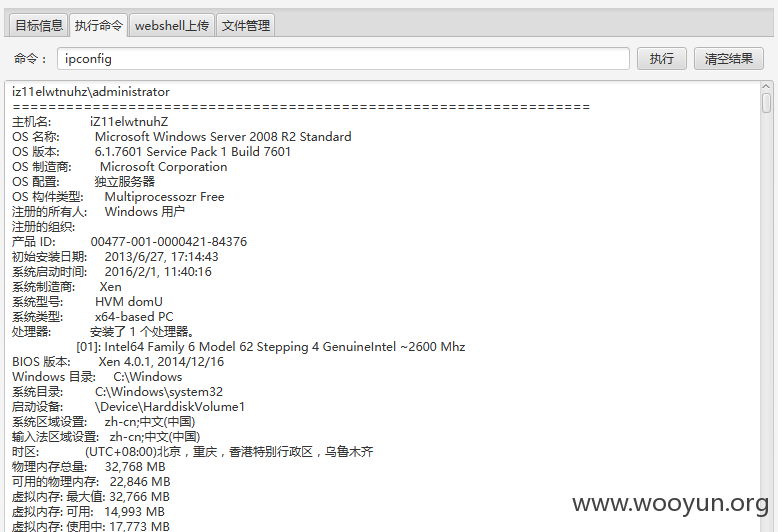 目标信息 执行命令 webshell上传 文件管理
命令： ipconfig 执行 清空结果
iz11elwtnuhz\administrator
=================================================================
主机名: iZ11elwtnuhZ
OS 名称: Microsoft Windows Server 2008 R2 Standard
OS 版本: 6.1.7601 Service Pack 1 Build 7601
OS 制造商: Microsoft Corporation
OS 配置: 独立服务器
OS 构件类型: Multiprocessozr Free
注册的所有人: Windows 用户
注册的组织:
产品 ID: 00477-001-0000421-84376
初始安装日期: 2013/6/27, 17:14:43
系统启动时间: 2016/2/1, 11:40:16
系统制造商: Xen
系统型号: HVM domU
系统类型: x64-based PC
处理器: 安装了 1 个处理器。
[01]: Intel64 Family 6 Model 62 Stepping 4 GenuineIntel ~2600 Mhz
BIOS 版本: Xen 4.0.1, 2014/12/16
Windows 目录: C:\Windows
系统目录: C:\Windows\system32
启动设备: \Device\HarddiskVolume1
系统区域设置: zh-cn;中文(中国)
输入法区域设置: zh-cn;中文(中国)
时区: (UTC+08:00)北京，重庆，香港特别行政区，乌鲁木齐
物理内存总量: 32,768 MB
可用的物理内存: 22,846 MB
虚拟内存: 最大值: 32,766 MB
虚拟内存: 可用: 14,993 MB
虚拟内存: 使用中: 17,773 MB
www.wooyun.org